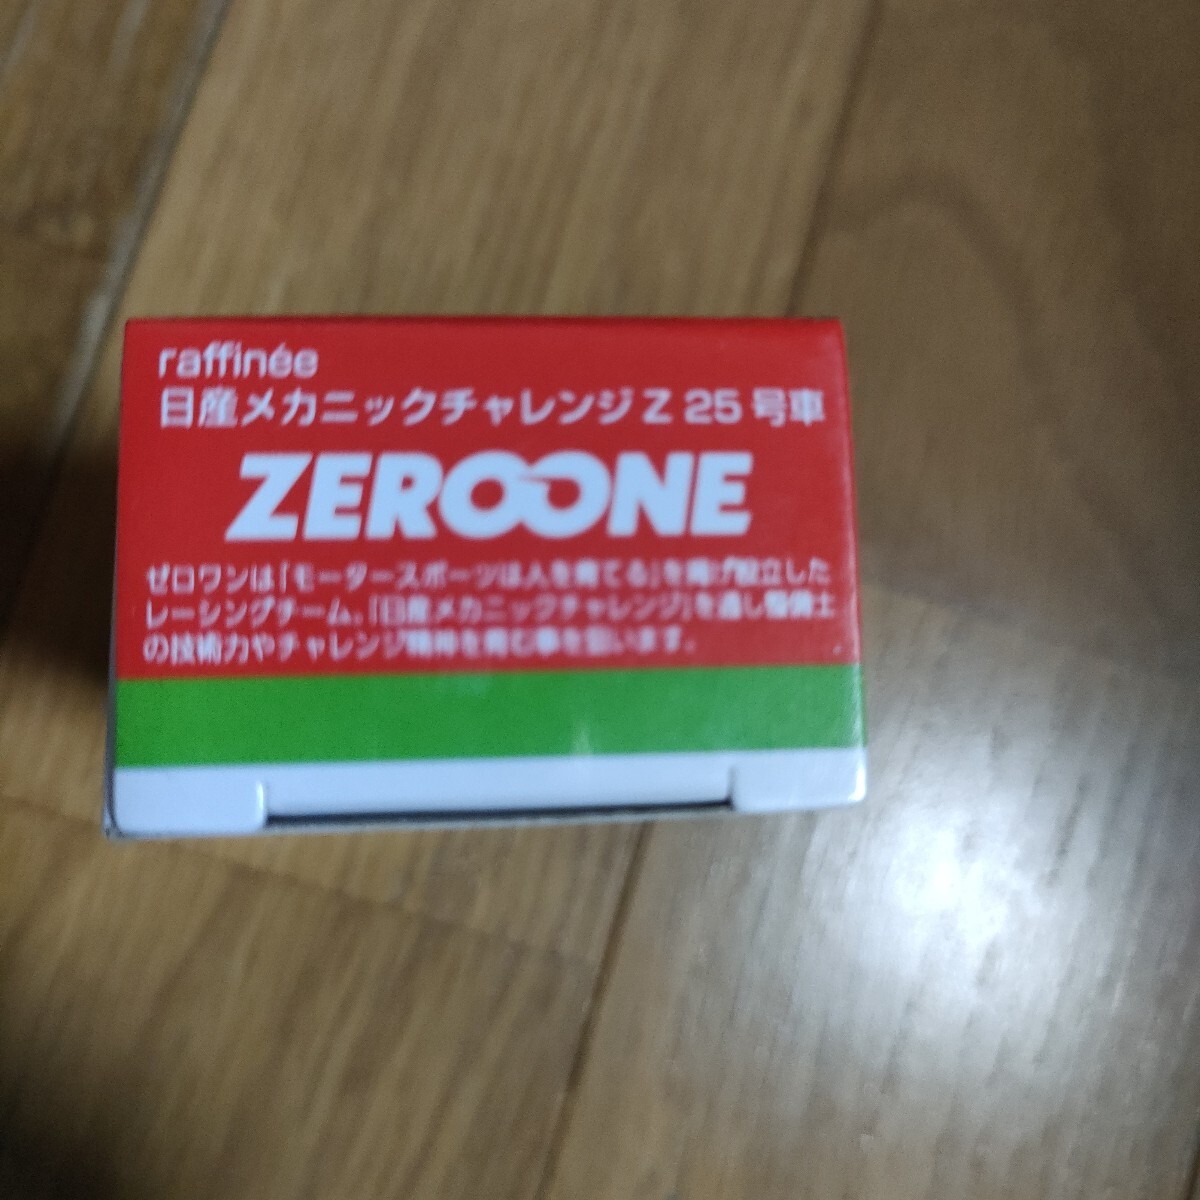 raffinée
日産メカニックチャレンジ Z 25 号車
ZEROONE
ゼロワンは「モータースポーツは人を育てる」を掲げ設立した
レーシングチーム。「日産メカニックチャレンジ」を通し整備士
の技術力やチャレンジ精神を育む事を狙います。